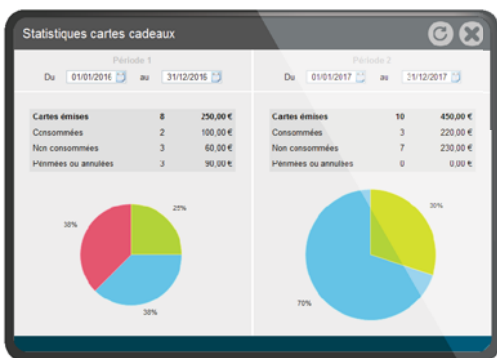 Statistiques cartes cadeaux
Période 1
Du 01/01/2016 au 31/12/2016
Cartes émises 8 250,00 €
Consommées 2 100,00 €
Non consommées 3 60,00 €
Périmées ou annulées 3 90,00 €
38%
25%
38%
Période 2
Du 01/01/2017 au 31/12/2017
Cartes émises 10 450,00 €
Consommées 3 220,00 €
Non consommées 7 230,00 €
Périmées ou annulées 0 0,00 €
30%
70%